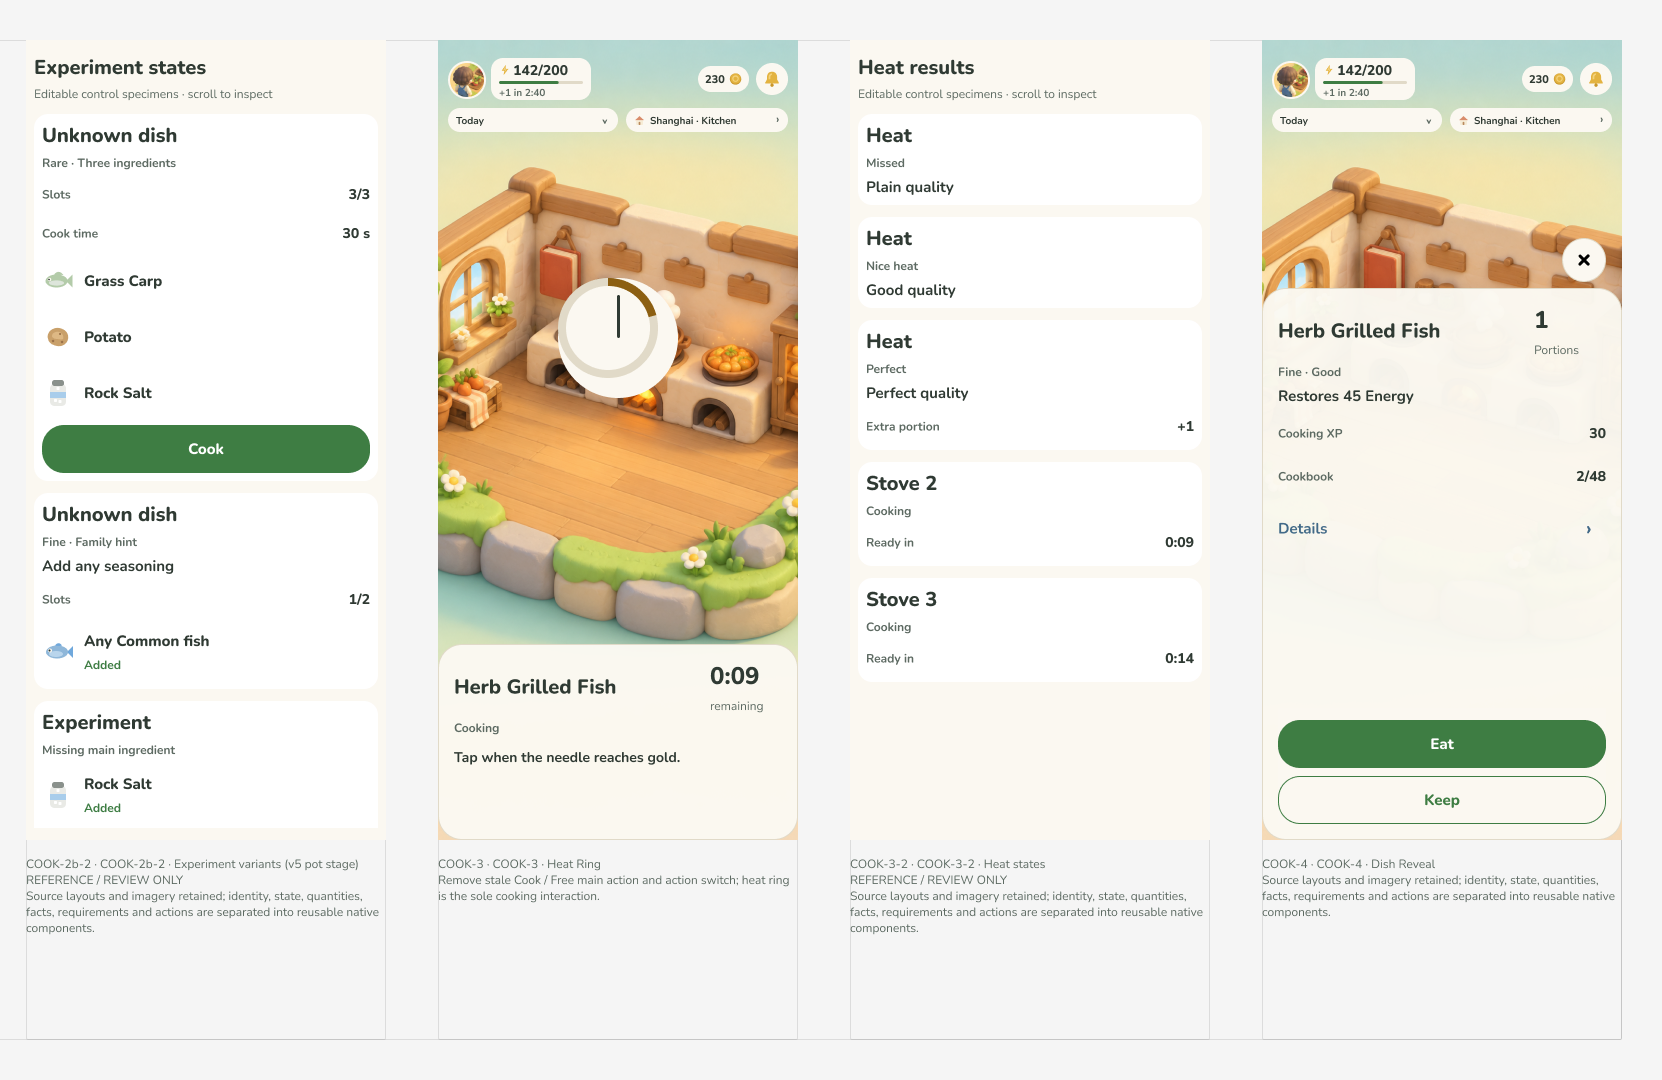 Experiment states
Editable control specimens · scroll to inspect
Unknown dish
Rare · Three ingredients
Slots 3/3
Cook time 30 s
Grass Carp
Potato
Rock Salt
Cook
Unknown dish
Fine · Family hint
Add any seasoning
Slots 1/2
Any Common fish
Added
Experiment
Missing main ingredient
Rock Salt
Added
COOK-2b-2 · COOK-2b-2 · Experiment variants (v5 pot stage)
REFERENCE / REVIEW ONLY
Source layouts and imagery retained; identity, state, quantities,
facts, requirements and actions are separated into reusable native
components.
142/200
+1 in 2:40
230
Today
Shanghai · Kitchen
Herb Grilled Fish
0:09
remaining
Cooking
Tap when the needle reaches gold.
COOK-3 · COOK-3 · Heat Ring
Remove stale Cook / Free main action and action switch; heat ring
is the sole cooking interaction.
Heat results
Editable control specimens · scroll to inspect
Heat
Missed
Plain quality
Heat
Nice heat
Good quality
Heat
Perfect
Perfect quality
Extra portion +1
Stove 2
Cooking
Ready in 0:09
Stove 3
Cooking
Ready in 0:14
COOK-3-2 · COOK-3-2 · Heat states
REFERENCE / REVIEW ONLY
Source layouts and imagery retained; identity, state, quantities,
facts, requirements and actions are separated into reusable native
components.
142/200
+1 in 2:40
230
Today
Shanghai · Kitchen
Herb Grilled Fish
1
Portions
Fine · Good
Restores 45 Energy
Cooking XP 30
Cookbook 2/48
Details
Eat
Keep
COOK-4 · COOK-4 · Dish Reveal
Source layouts and imagery retained; identity, state, quantities,
facts, requirements and actions are separated into reusable native
components.